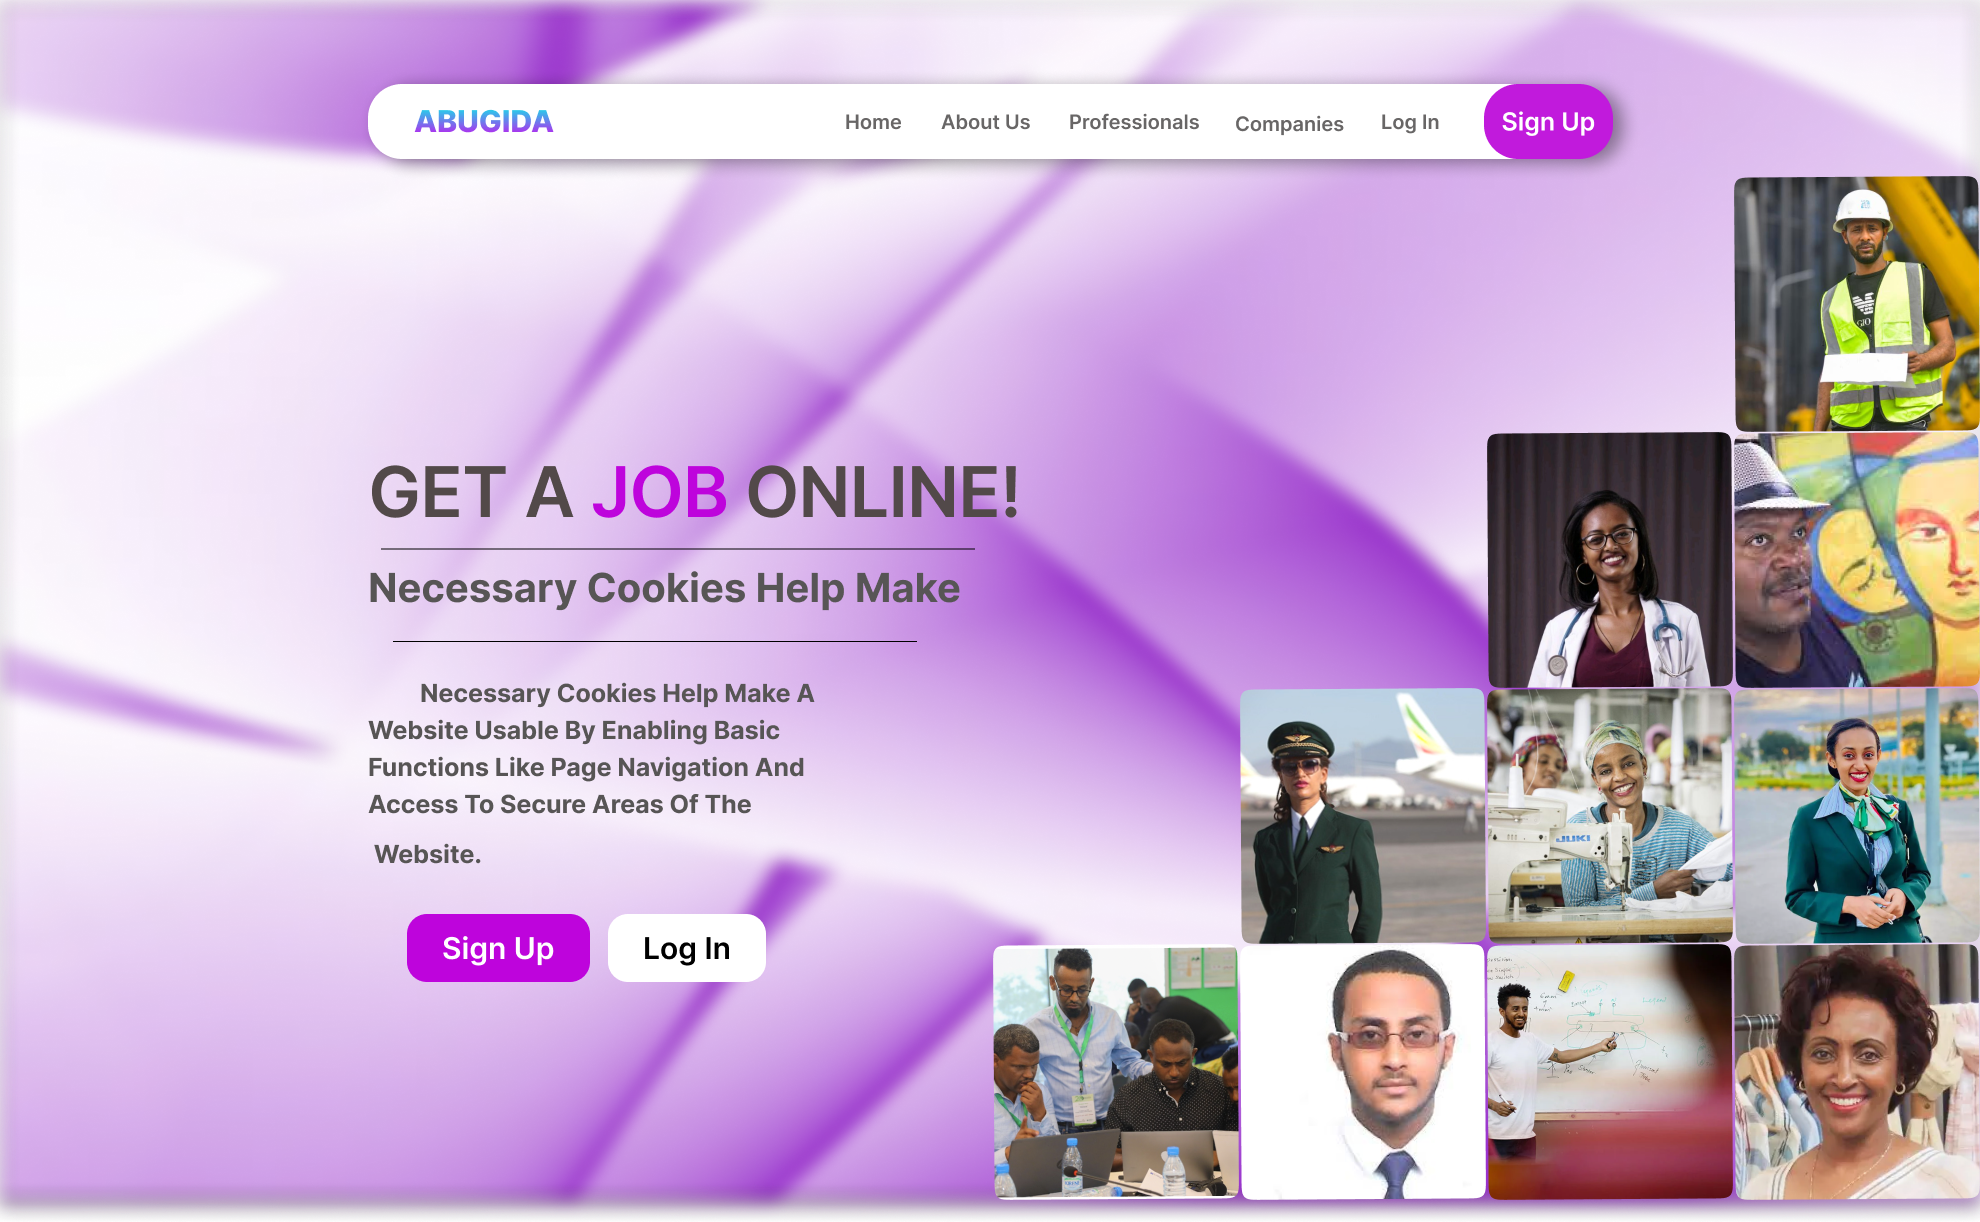 ABUGIDA
Home
About Us
Professionals
Companies
Log In
Sign Up
GET A JOB ONLINE!
Necessary Cookies Help Make
Necessary Cookies Help Make A
Website Usable By Enabling Basic
Functions Like Page Navigation And
Access To Secure Areas Of The
Website.
Sign Up
Log In
JUKI